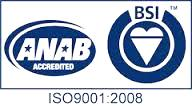 ANAB
ACCREDITED
BSI
ISO9001:2008